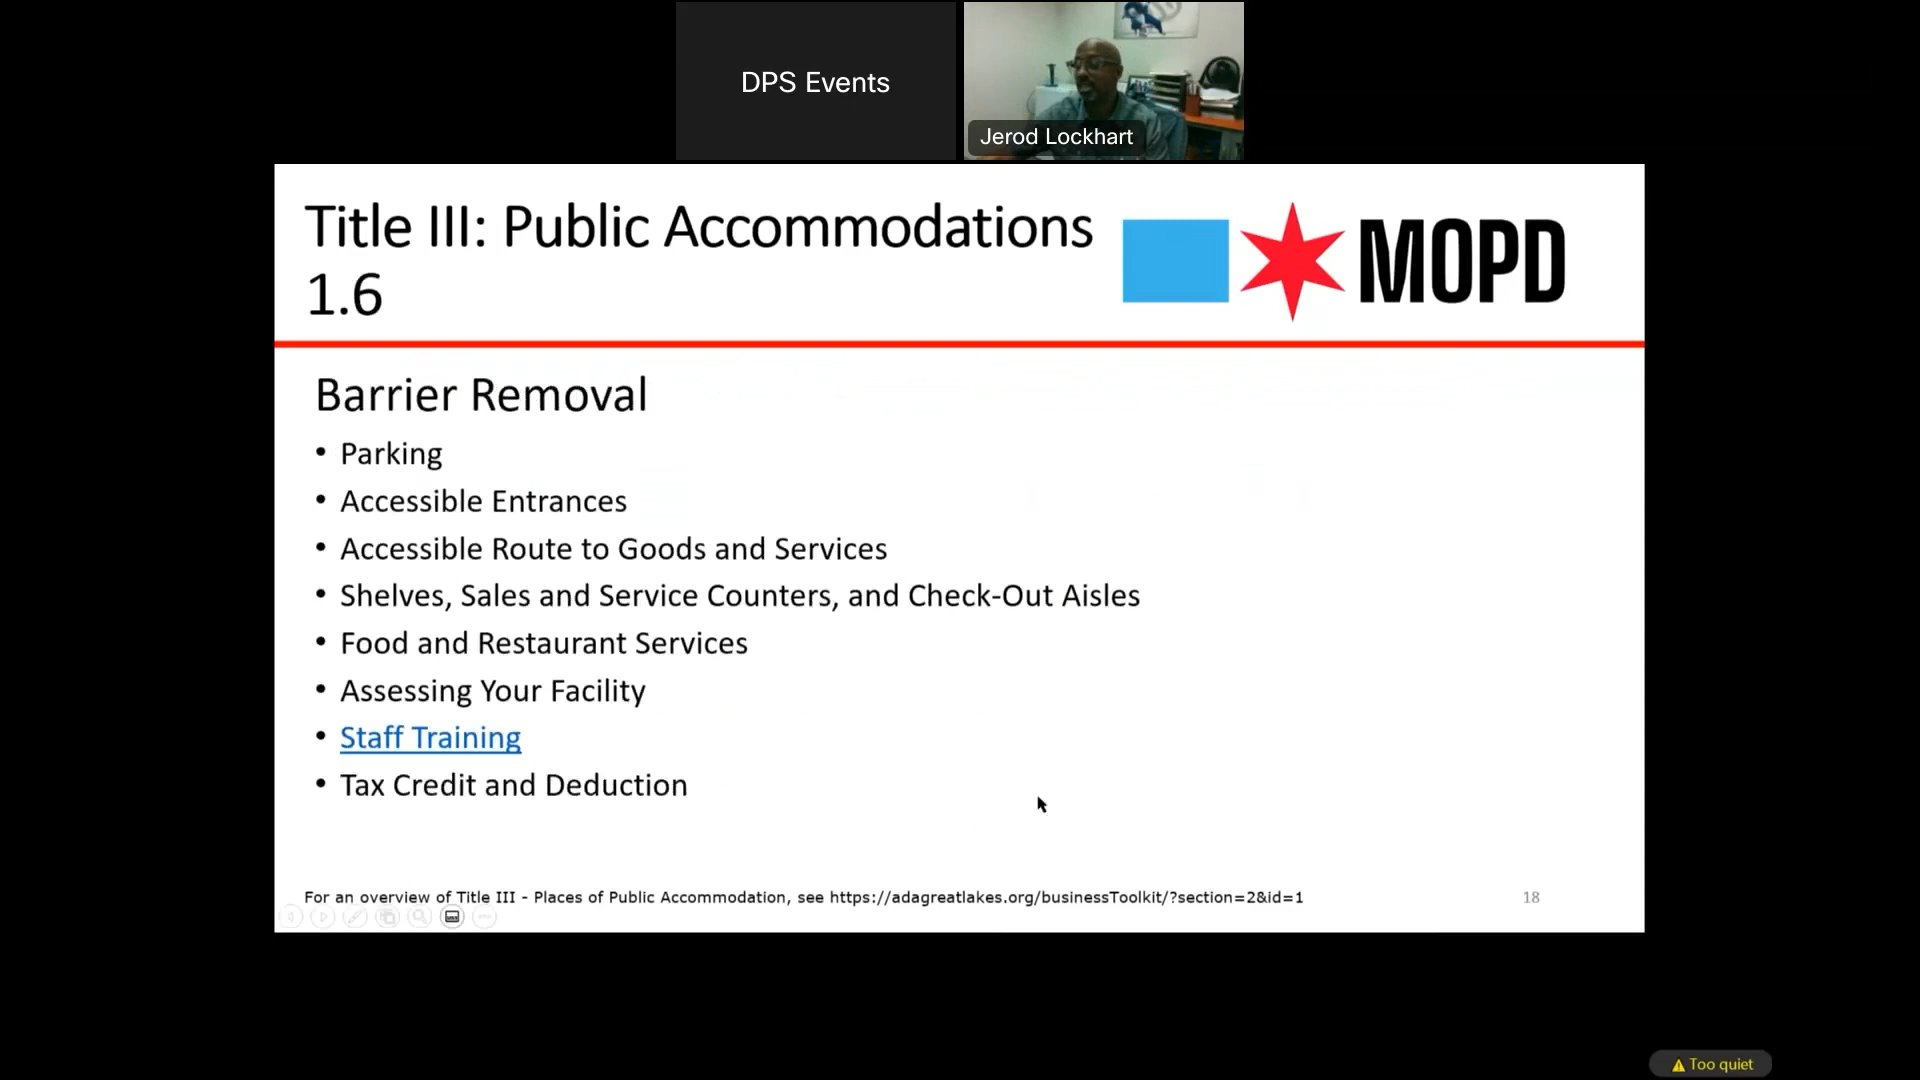 DPS Events
Jerod Lockhart
Title III: Public Accommodations
1.6
MOPD
Barrier Removal
• Parking
• Accessible Entrances
• Accessible Route to Goods and Services
• Shelves, Sales and Service Counters, and Check-Out Aisles
• Food and Restaurant Services
• Assessing Your Facility
• Staff Training
• Tax Credit and Deduction
For an overview of Title III - Places of Public Accommodation, see https://adagreatlakes.org/businessToolkit/?section=2&id=1
18
Too quiet